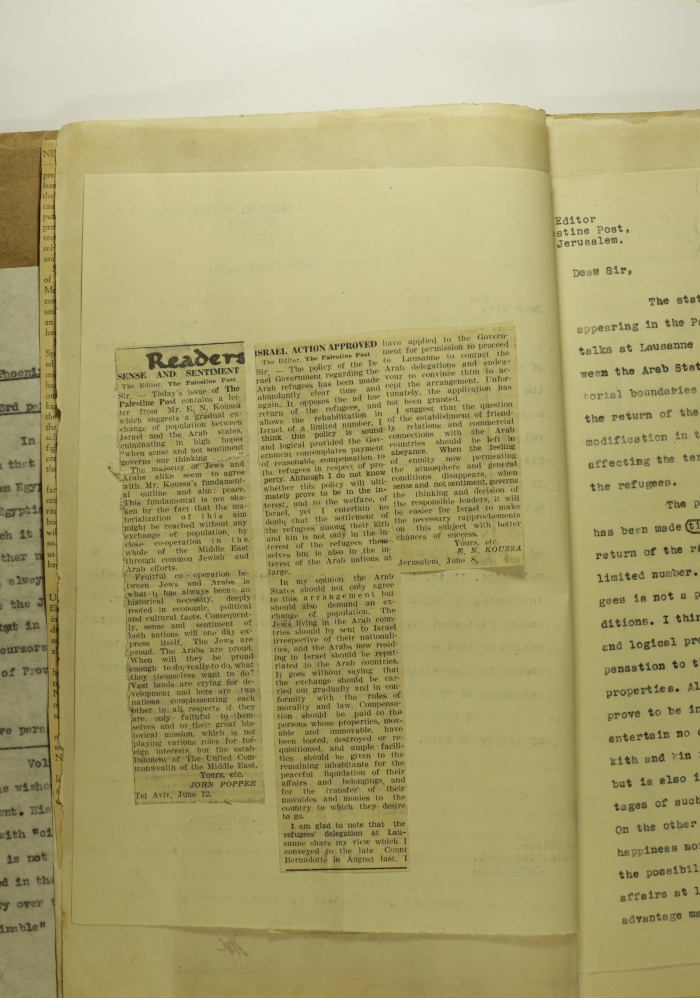 Readers
SENSE AND SENTIMENT
The Editor, The Palestine Post
Sir, — Today's issue of The
Palestine Post contains a let-
ter from Mr. E. N. Koussa
which suggests a gradual ex-
change of population between
Israel and the Arab states,
culminating in high hopes
"when sense and not sentiment
governs our thinking
The majority of Jews and
Arabs alike seem to agree
with Mr. Koussa's fundament-
al outline and aim: peace.
This fundamental is not sha-
ken by the fact that the ma-
terialization of this aim
might be reached without any
exchange of population, by
close co-operation in the
whole of the Middle East
through common Jewish and
Arab efforts.
Fruitful co-operation be-
tween Jews and Arabs is
what it has always been: an
historical necessity, deeply
rooted in economic, political
and cultural facts. Consequent-
ly, sense and sentiment of
both nations will one day ex-
press itself. The Jews are
proud. The Arabs are proud.
When will they be proud
enough to do, really to do, what
they themselves want to do?
Vast lands are crying for de-
velopment and here are two
nations complementing each
other in all respects if they
are only faithful to them-
selves and to their great his-
torical mission, which is not
playing various roles for for-
eign interests, but the estab-
lishment of The United Com-
monwealth of the Middle East.
Yours, etc.
JOHN POPPER
Tel Aviv, June 12.
ISRAEL ACTION APPROVED
The Editor, The Palestine Post
Sir, — The policy of the Is-
rael Government regarding the
Arab refugees has been made
abundantly clear time and
again. It opposes the ad hoc
return of the refugees, and
allows the rehabilitation in
Israel of a limited number. I
think this policy is sound
and logical provided the Gov-
ernment contemplates payment
of reasonable compensation to
the refugees in respect of pro-
perty. Although I do not know
whether this policy will ulti-
mately prove to be in the in-
terest, and to the welfare, of
Israel, yet I entertain no
doubt that the settlement of
the refugees among their kith
and kin is not only in the in-
terest of the refugees them-
selves but is also in the in-
terest of the Arab nations at
large.
In my opinion the Arab
States should not only agree
to this arrangement but
should also demand an ex-
change of population. The
Jews living in the Arab coun-
tries should by sent to Israel
irrespective of their nationali-
ties, and the Arabs now resid-
ing in Israel should be repat-
riated to the Arab countries.
It goes without saying that
the exchange should be car-
ried out gradually and in con-
formity with the rules of
morality and law. Compensa-
tion should be paid to the
persons whose properties, mov-
able and immovable, have
been looted, destroyed or re-
quisitioned, and ample facili-
ties should be given to the
remaining inhabitants for the
peaceful liquidation of their
affairs and belongings, and
for the transfer of their
movables and monies to the
country to which they desire
to go.
I am glad to note that the
refugees' delegation at Lau-
sanne share my view which I
conveyed to the late Count
Bernadotte in August last. I
have applied to the Govern-
ment for permission to proceed
to Lausanne to contact the
Arab delegations and endea-
vour to convince them to ac-
cept the arrangement. Unfor-
tunately, the application has
not been granted.
I suggest that the question
of the establishment of friend-
ly relations and commercial
connections with the Arab
countries should be left in
abeyance. When the feeling
of enmity now permeating
the atmosphere and general
conditions disappears, when
sense and not sentiment, governs
the thinking and decision of
the responsible leaders, it will
be easier for Israel to make
the necessary rapprochements
on this subject with better
chances of success.
Yours, etc.
E. N. KOUSSA
Jerusalem, June 8,
Editor
stine Post,
Jerusalem.
Dear Sir,
The stat
appearing in the Pa
talks at Lausanne
ween the Arab Stat
torial boundaries
the return of the
modification in t
affecting the ter
the refugees.
The p
has been made ti
return of the re
limited number.
gees is not a p
ditions. I thin
and logical pro
pensation to t
properties. Al
prove to be in
entertain no d
kith and kin
but is also i
tages of such
On the other
happiness no
the possibil
affairs at l
advantage ma